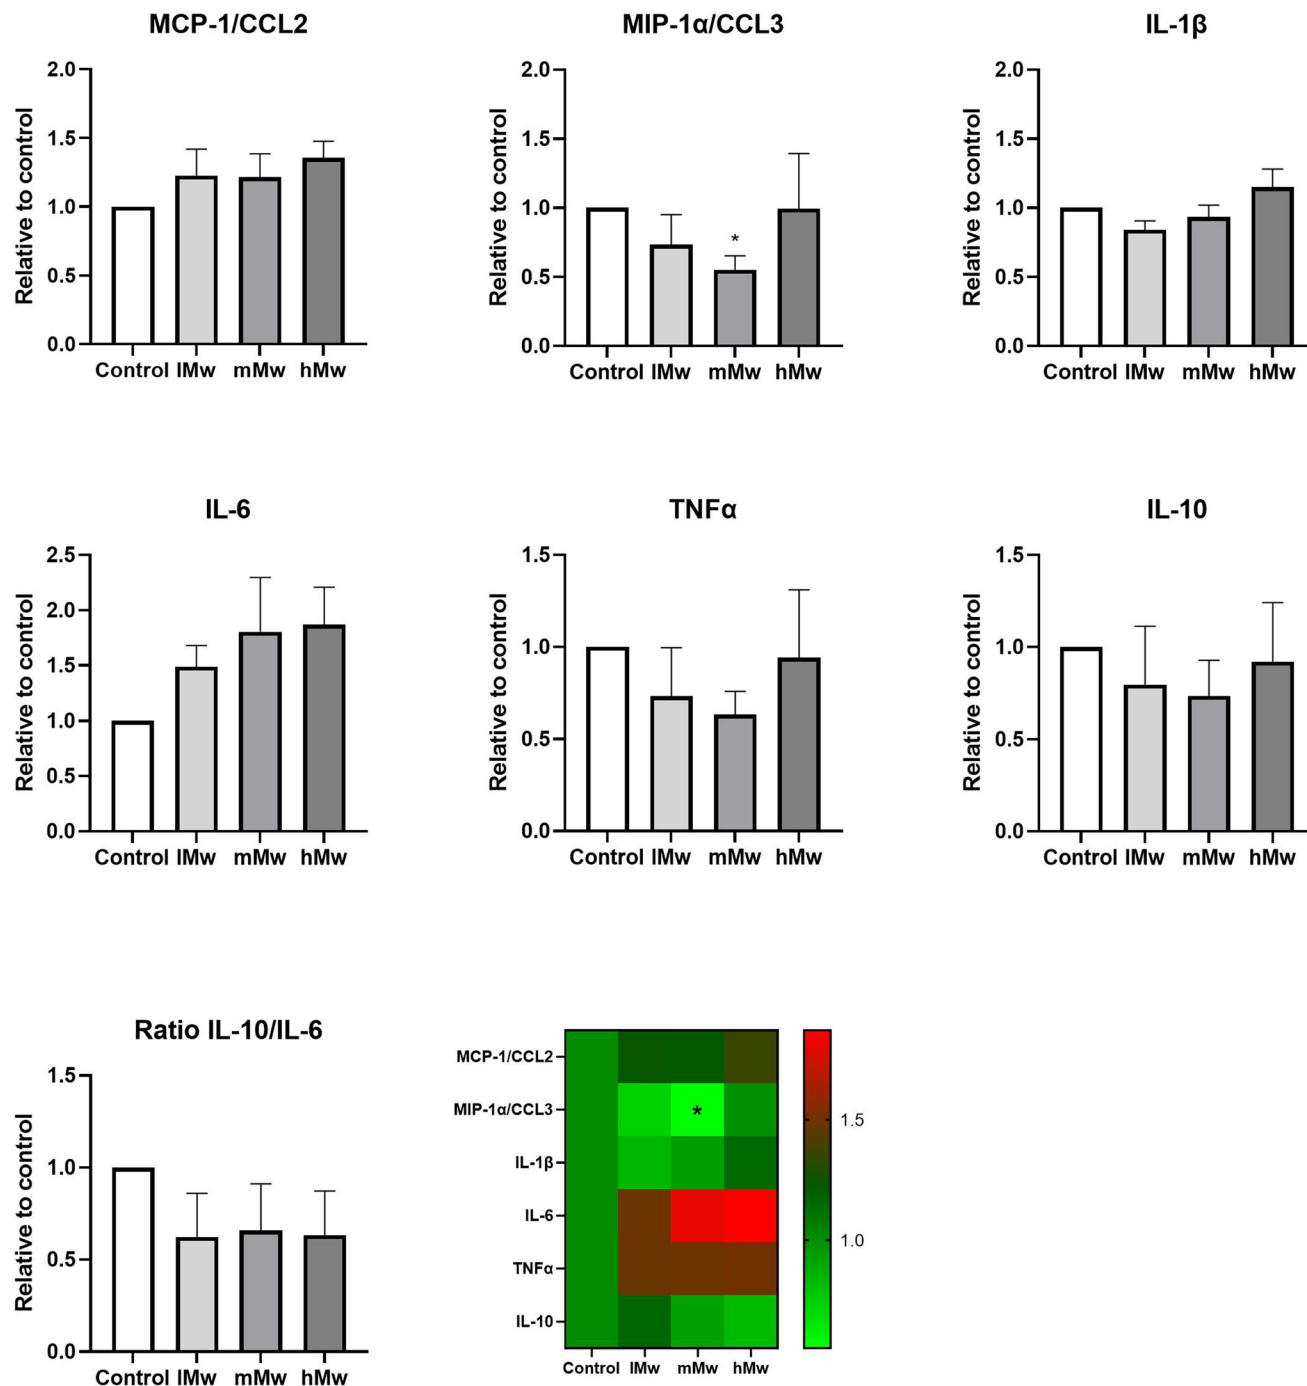 MCP-1/CCL2
2.0
1.5
1.0
0.5
0.0
Relative to control
Control lMw mMw hMw
MIP-1α/CCL3
2.0
1.5
1.0
0.5
0.0
Relative to control
Control lMw mMw hMw
*
IL-1β
2.0
1.5
1.0
0.5
0.0
Relative to control
Control lMw mMw hMw
IL-6
2.5
2.0
1.5
1.0
0.5
0.0
Relative to control
Control lMw mMw hMw
TNFα
1.5
1.0
0.5
0.0
Relative to control
Control lMw mMw hMw
IL-10
1.5
1.0
0.5
0.0
Relative to control
Control lMw mMw hMw
Ratio IL-10/IL-6
1.5
1.0
0.5
0.0
Relative to control
Control lMw mMw hMw
MCP-1/CCL2
MIP-1α/CCL3
*
IL-1β
IL-6
TNFα
IL-10
Control lMw mMw hMw
1.5
1.0